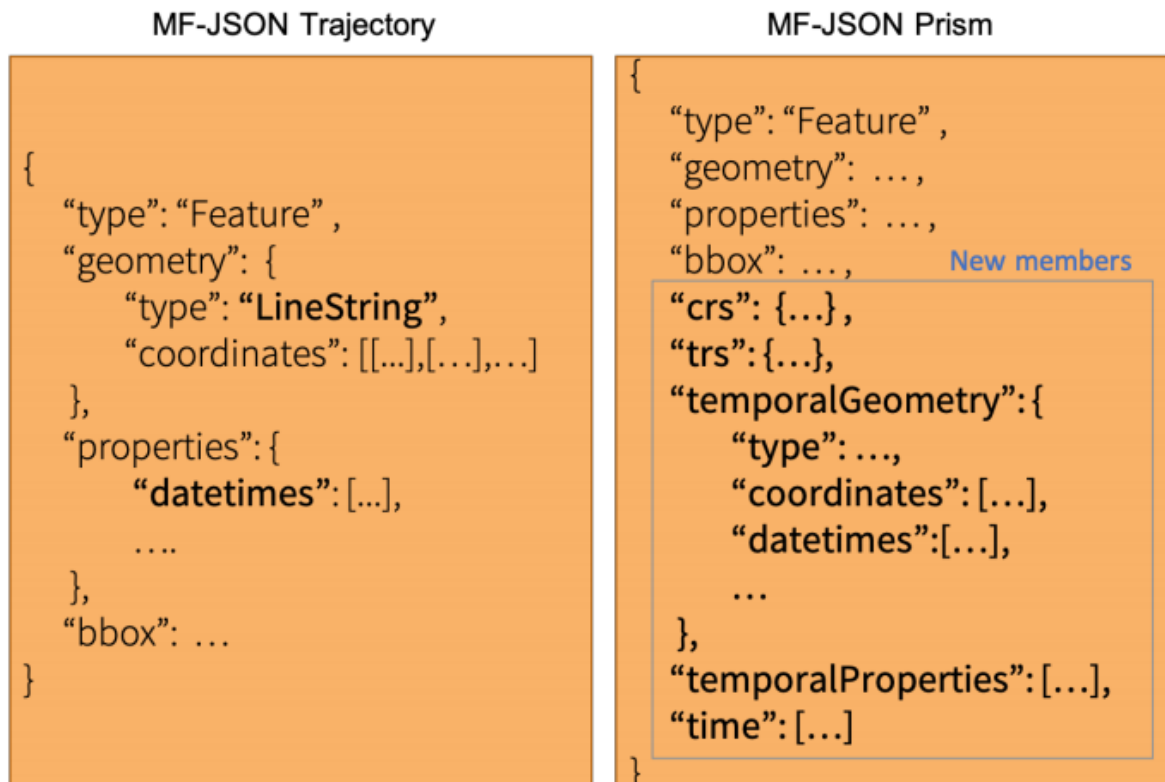 MF-JSON Trajectory
{
“type”: “Feature” ,
“geometry”: {
“type”: “LineString”,
“coordinates”: [[...],[…],…]
},
“properties”: {
“datetimes”: [...],
….
},
“bbox”: …
}
MF-JSON Prism
{
“type”: “Feature” ,
“geometry”: … ,
“properties”: … ,
“bbox”: … ,
New members
“crs”: {…} ,
“trs”: {…},
“temporalGeometry”: {
“type”: …,
“coordinates”: […],
“datetimes”:[…],
…
},
“temporalProperties”: […],
“time”: […]
}